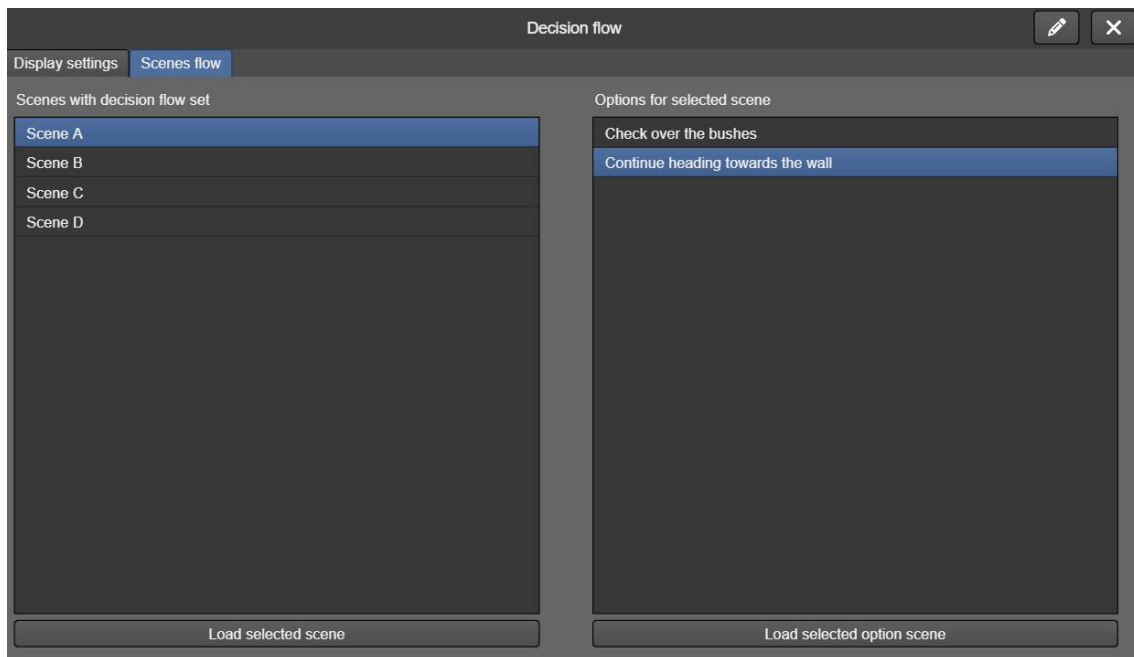 Decision flow
Display settings
Scenes flow
Scenes with decision flow set
Scene A
Scene B
Scene C
Scene D
Load selected scene
Options for selected scene
Check over the bushes
Continue heading towards the wall
Load selected option scene